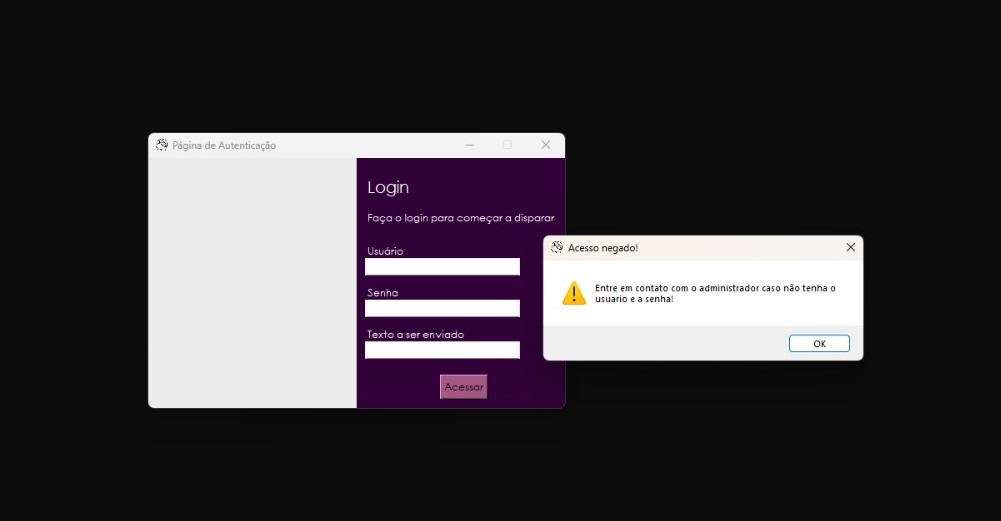 Página de Autenticação
Login
Faça o login para começar a disparar
Usuário
Senha
Texto a ser enviado
Acessar
Acesso negado!
Entre em contato com o administrador caso não tenha o
usuario e a senha!
OK